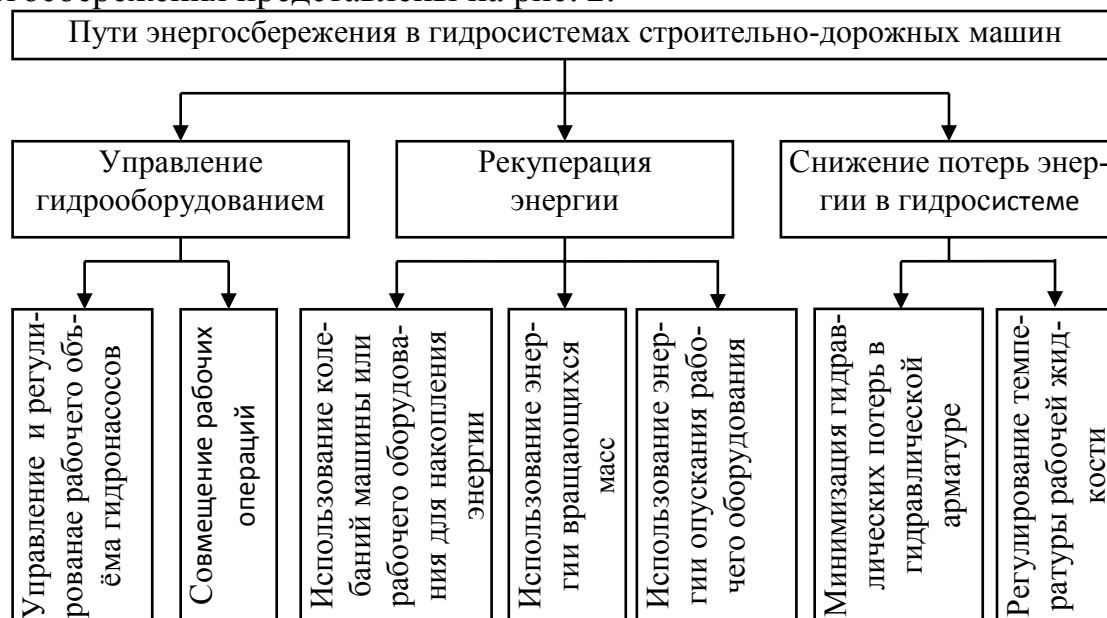 госбережения представлены на рис. 2.
Пути энергосбережения в гидросистемах строительно-дорожных машин
Управление
гидрооборудованием
Рекуперация
энергии
Снижение потерь энер-
гии в гидросистеме
Управление и регули-
рованае рабочего объ-
ёма гидронасосов
Совмещение рабочих
операций
Использование коле-
баний машины или
рабочего оборудова-
ния для накопления
энергии
Использование энер-
гии вращающихся
масс
Использование энер-
гии опускания рабо-
чего оборудования
Минимизация гидрав-
лических потерь в
гидравлической
арматуре
Регулирование темпе-
ратуры рабочей жид-
кости